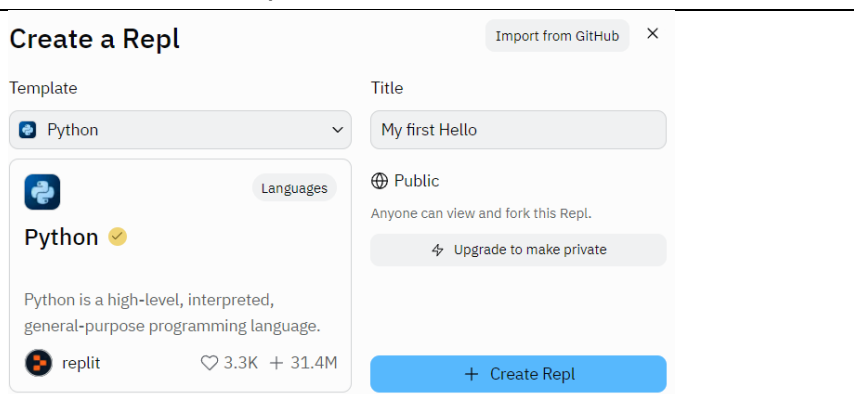 Create a Repl
Import from GitHub
Template
Title
Python
My first Hello
Languages
Python
Python is a high-level, interpreted,
general-purpose programming language.
replit
3.3K + 31.4M
Public
Anyone can view and fork this Repl.
Upgrade to make private
+ Create Repl